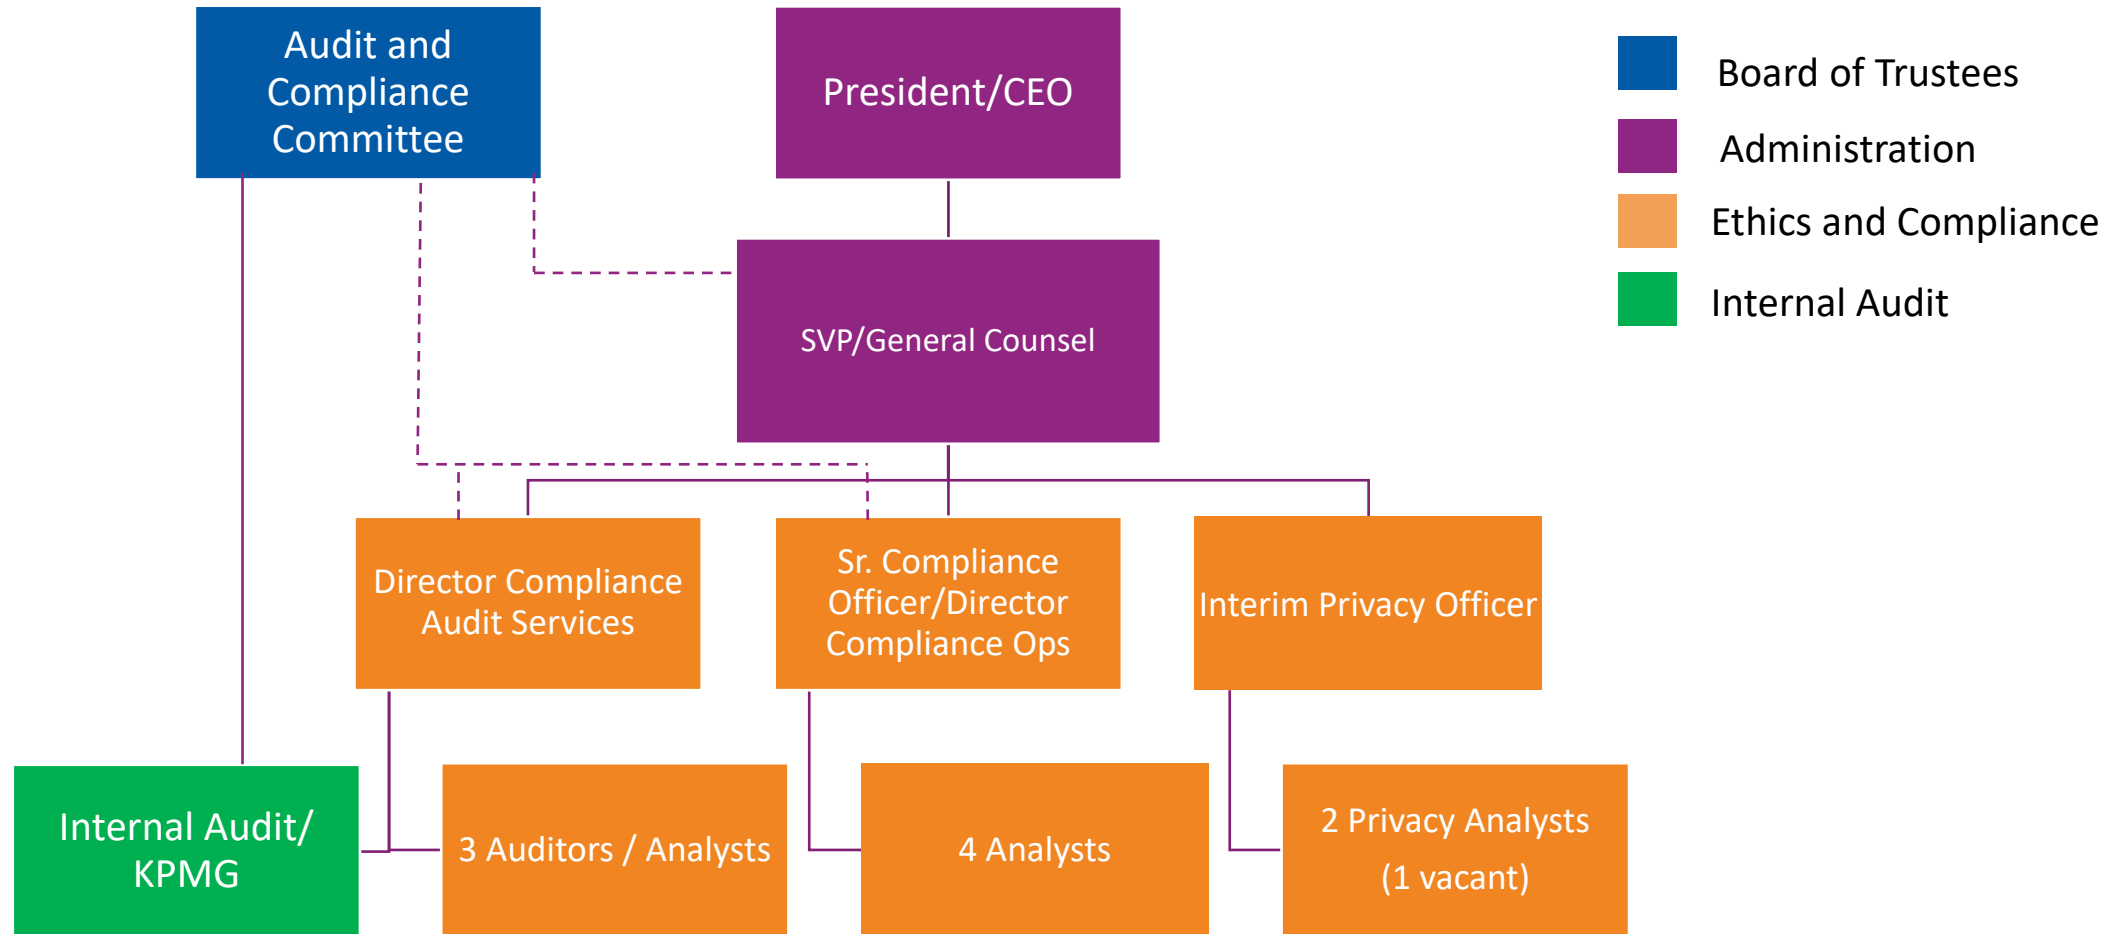 Audit and
Compliance
Committee
President/CEO
Board of Trustees
Administration
Ethics and Compliance
Internal Audit
SVP/General Counsel
Director Compliance
Audit Services
Sr. Compliance
Officer/Director
Compliance Ops
Interim Privacy Officer
Internal Audit/
KPMG
3 Auditors / Analysts
4 Analysts
2 Privacy Analysts
(1 vacant)